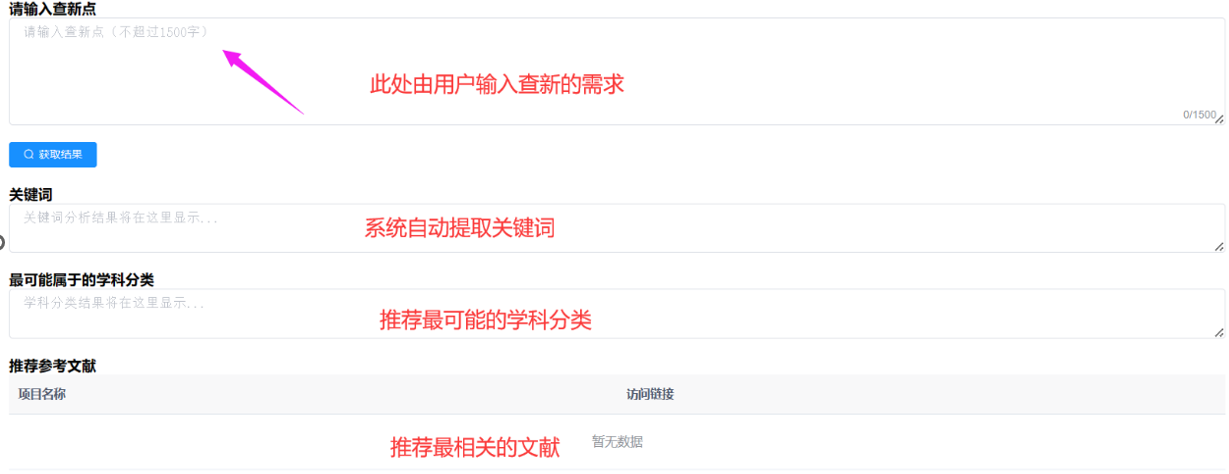 请输入查新点
请输入查新点（不超过1500字）
此处由用户输入查新的需求
0/1500
获取结果
关键词
关键词分析结果将在这里显示...
系统自动提取关键词
最可能属于的学科分类
学科分类结果将在这里显示...
推荐最可能的学科分类
推荐参考文献
项目名称 访问链接
推荐最相关的文献 暂无数据